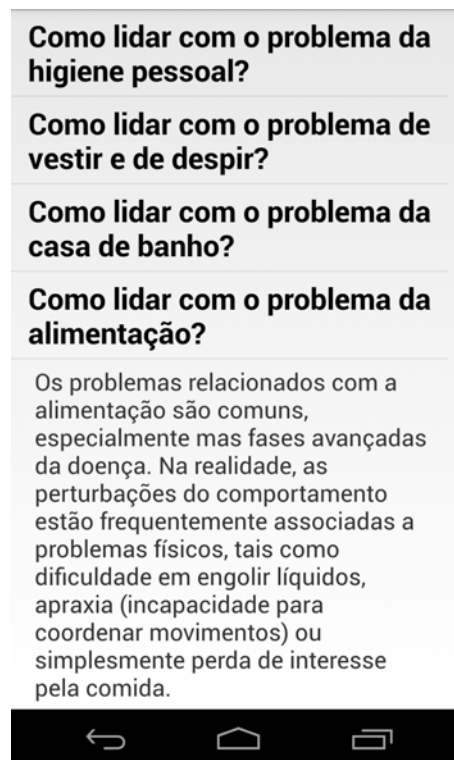 Como lidar com o problema da
higiene pessoal?
Como lidar com o problema de
vestir e de despir?
Como lidar com o problema da
casa de banho?
Como lidar com o problema da
alimentação?
Os problemas relacionados com a
alimentação são comuns,
especialmente mas fases avançadas
da doença. Na realidade, as
perturbações do comportamento
estão frequentemente associadas a
problemas físicos, tais como
dificuldade em engolir líquidos,
apraxia (incapacidade para
coordenar movimentos) ou
simplesmente perda de interesse
pela comida.